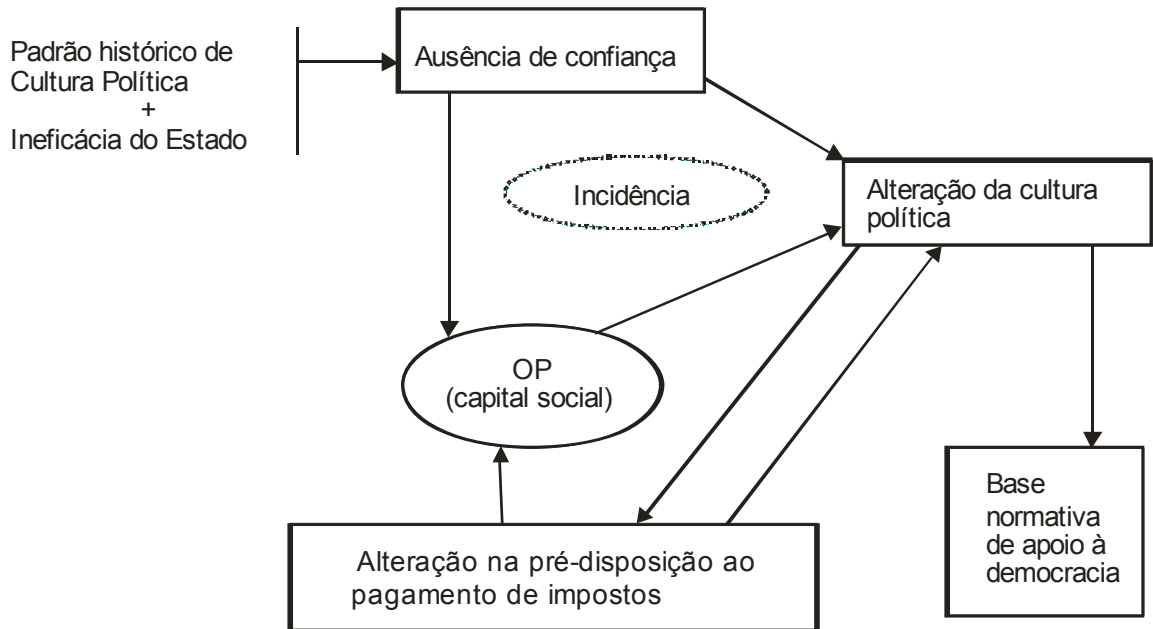 Padrão histórico de
Cultura Política
+
Ineficácia do Estado
Ausência de confiança
Incidência
Alteração da cultura
política
OP
(capital social)
Base
normativa
de apoio à
democracia
Alteração na pré-disposição ao
pagamento de impostos